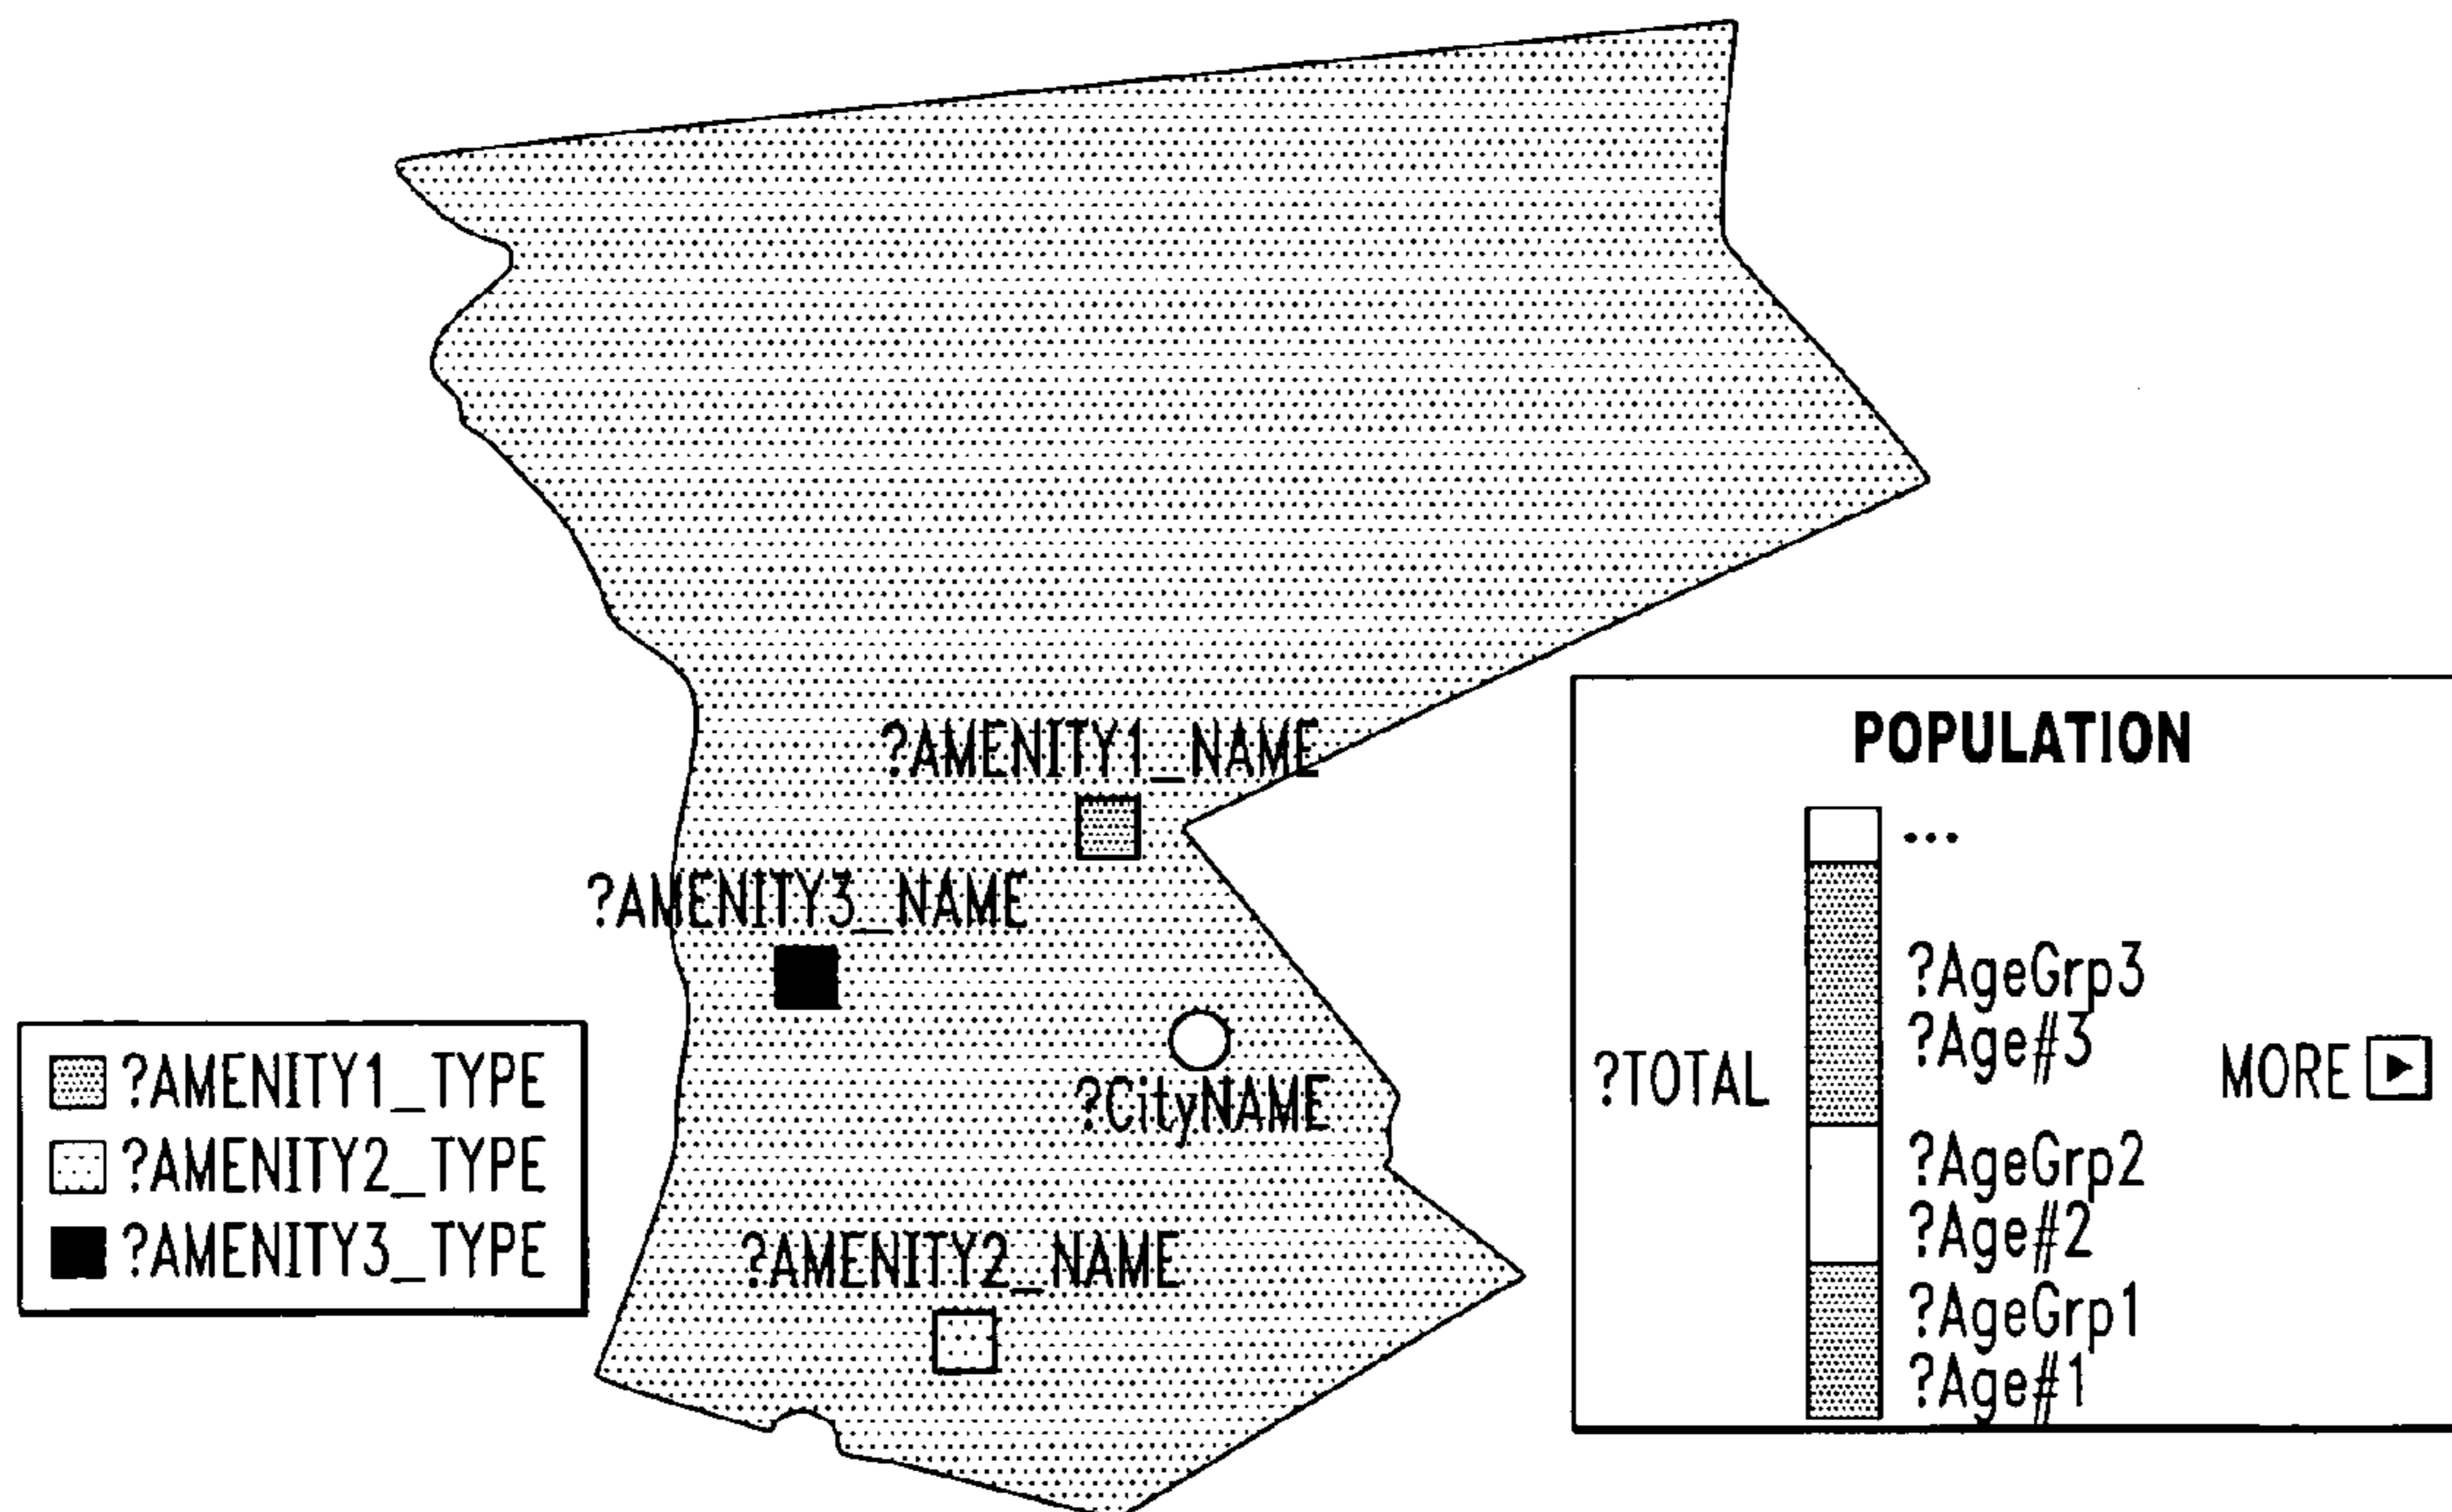 ?AMENITY1_NAME
?AMENITY3_NAME
?CityNAME
?AMENITY2_NAME
?AMENITY1_TYPE
?AMENITY2_TYPE
?AMENITY3_TYPE
POPULATION
...
?AgeGrp3
?Age#3
?TOTAL
MORE
?AgeGrp2
?Age#2
?AgeGrp1
?Age#1